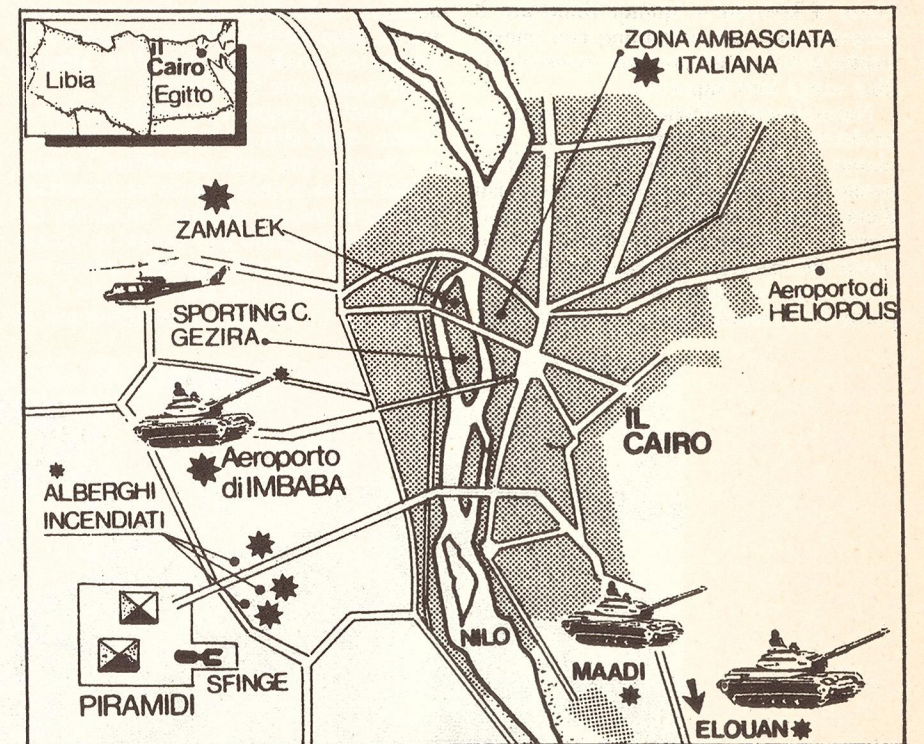 Libia
Il
Cairo
Egitto
ZONA AMBASCIATA
ITALIANA
ZAMALEK
SPORTING C.
GEZIRA
Aeroporto di
HELIOPOLIS
IL
CAIRO
Aeroporto
di IMBABA
ALBERGHI
INCENDIATI
PIRAMIDI
SFINGE
NILO
MAADI
ELOUAN